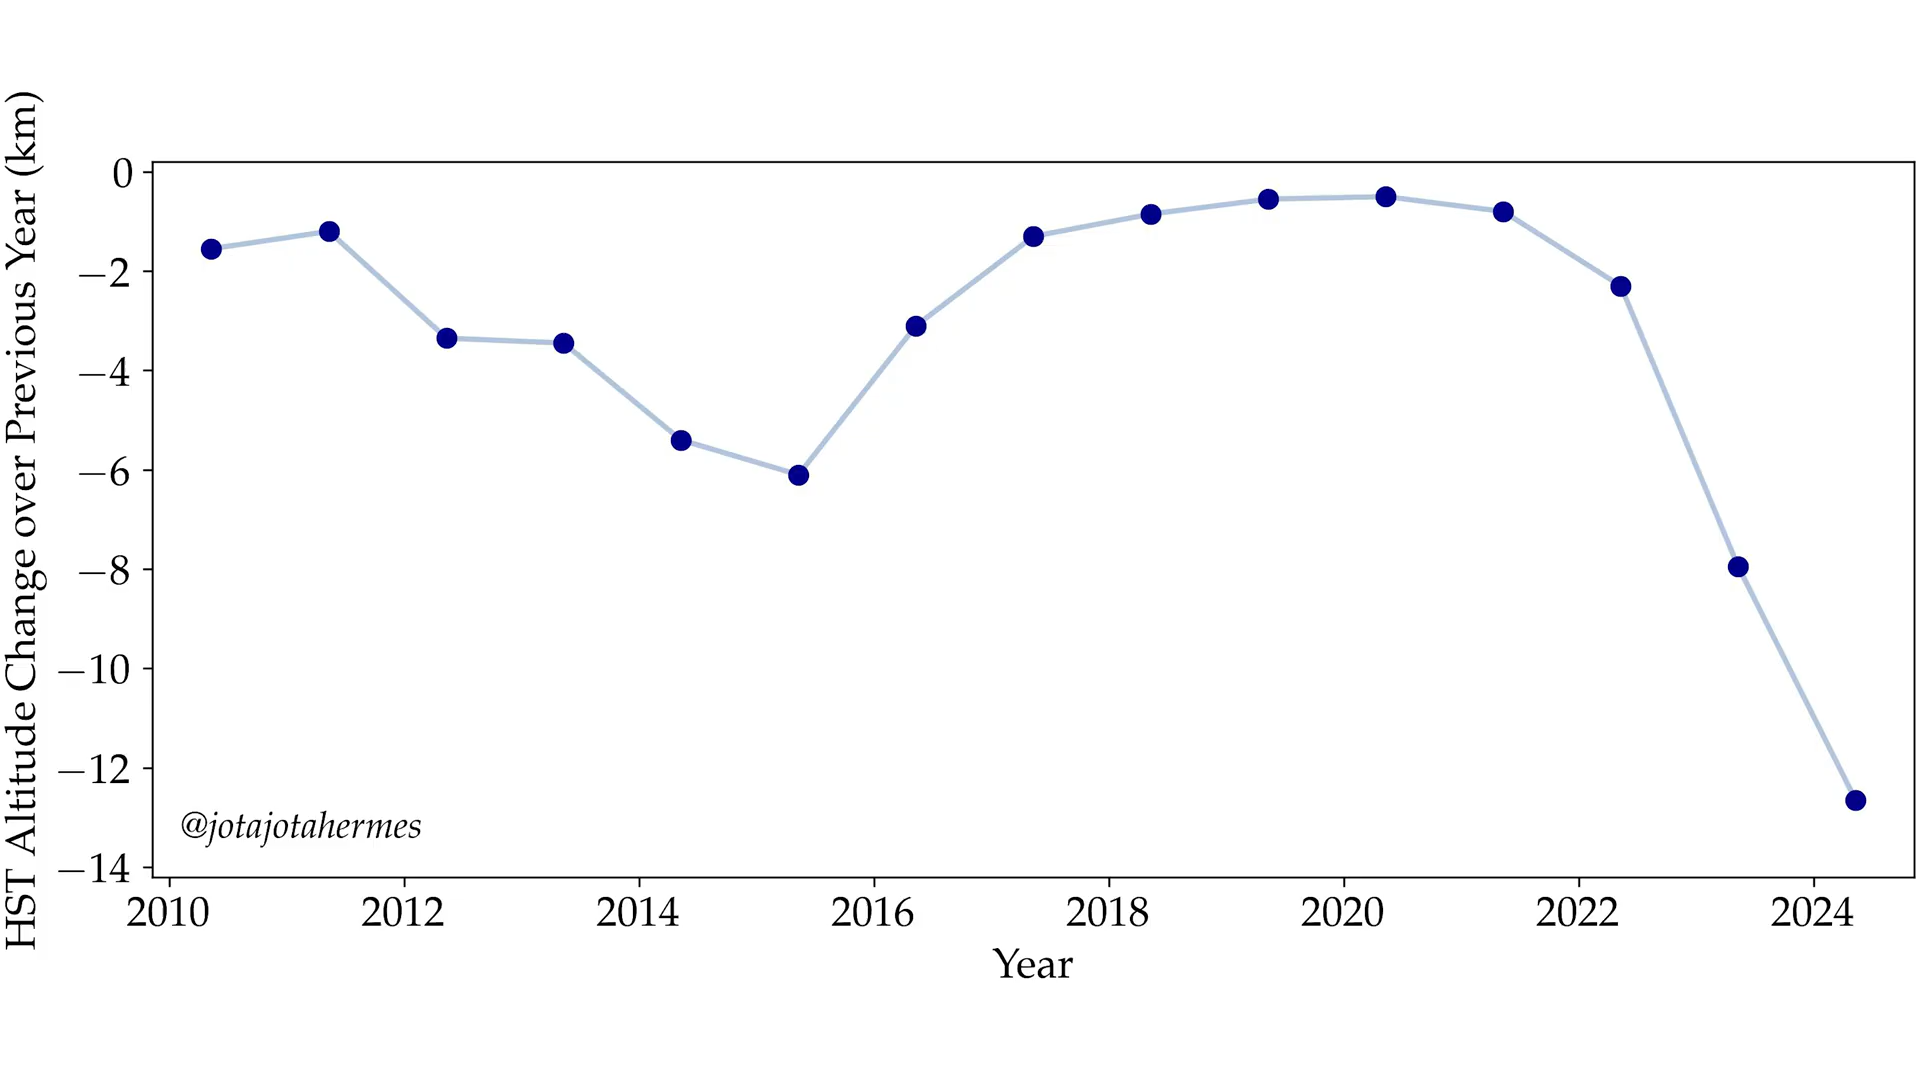 HST Altitude Change over Previous Year (km)
0
−2
−4
−6
−8
−10
−12
−14
@jotajotahermes
2010 2012 2014 2016 2018 2020 2022 2024
Year